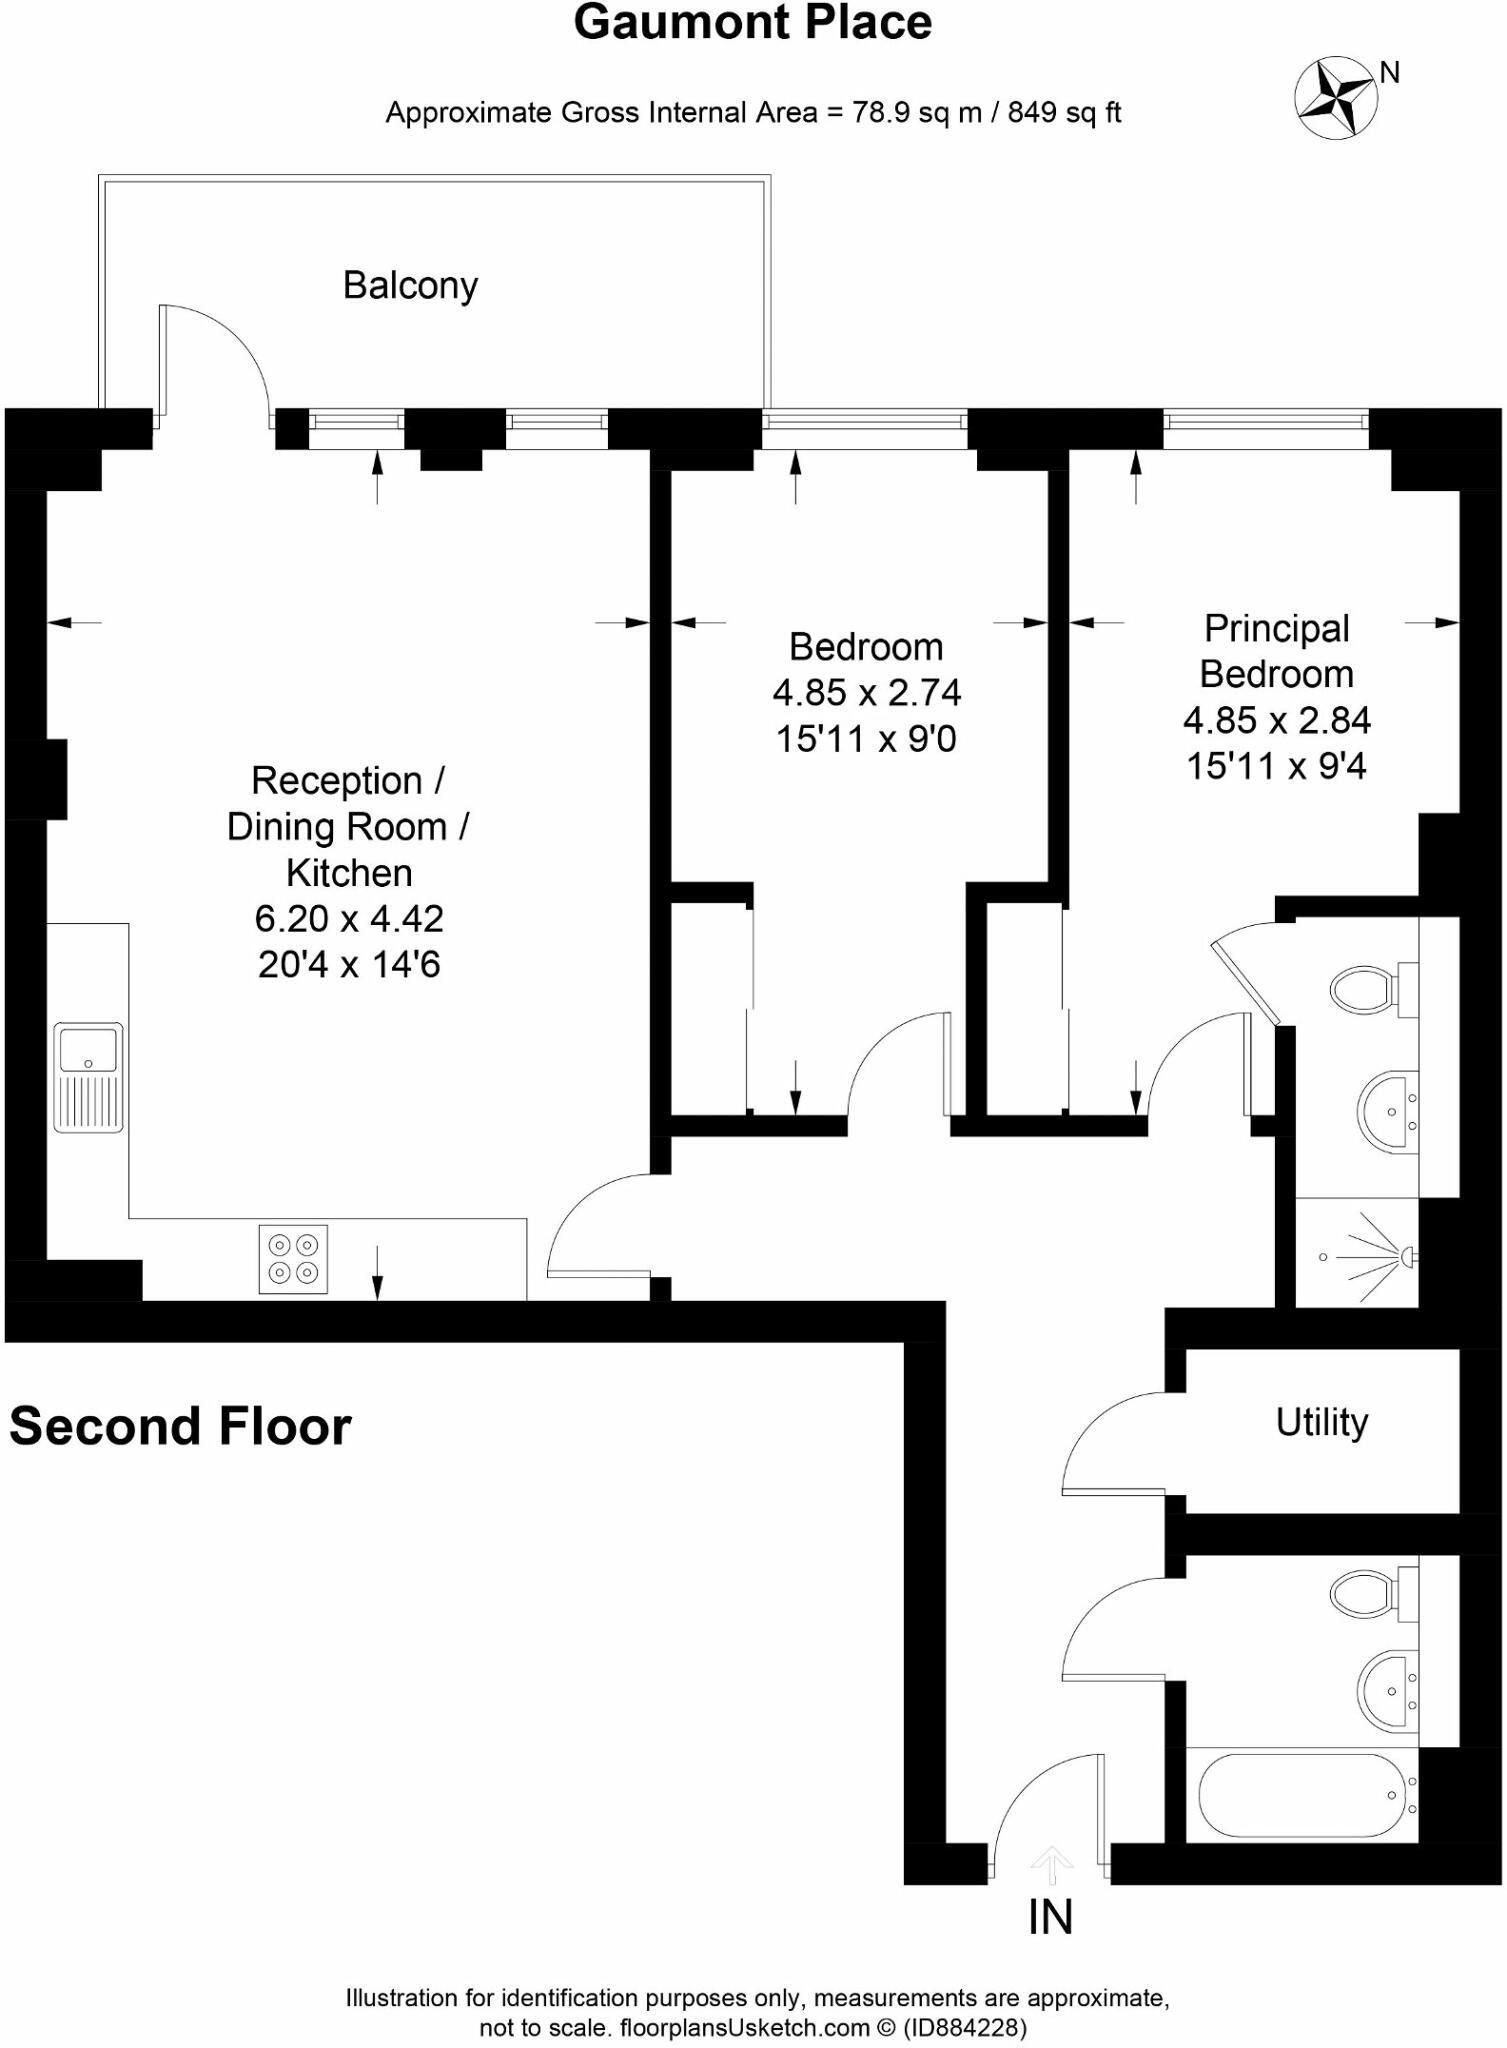 Gaumont Place
N
Approximate Gross Internal Area = 78.9 sq m / 849 sq ft
Balcony
Bedroom
4.85 x 2.74
15'11 x 9'0
Principal
Bedroom
4.85 x 2.84
15'11 x 9'4
Reception /
Dining Room /
Kitchen
6.20 x 4.42
20'4 x 14'6
Second Floor
Utility
IN
Illustration for identification purposes only, measurements are approximate,
not to scale. floorplansUsketch.com © (ID884228)